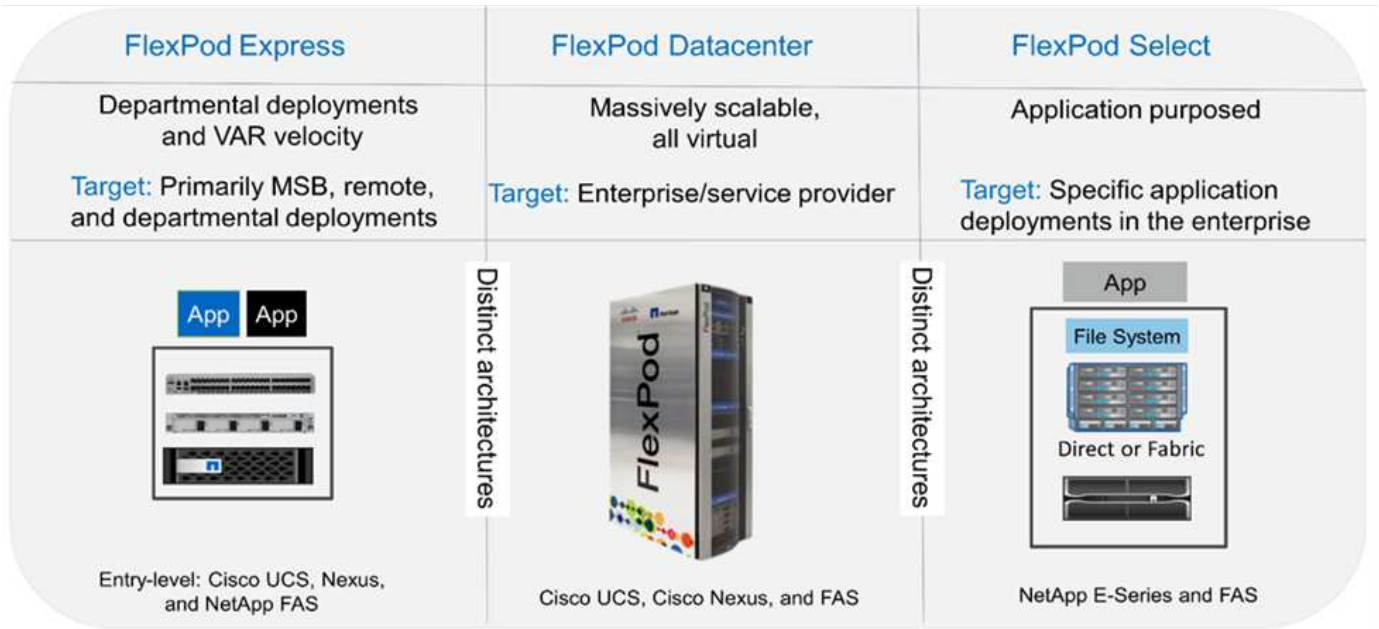 FlexPod Express
FlexPod Datacenter
FlexPod Select
Departmental deployments
and VAR velocity
Massively scalable,
all virtual
Application purposed
Target: Primarily MSB, remote,
and departmental deployments
Target: Enterprise/service provider
Target: Specific application
deployments in the enterprise
App
App
Distinct architectures
FlexPod
Distinct architectures
App
File System
Direct or Fabric
Entry-level: Cisco UCS, Nexus,
and NetApp FAS
Cisco UCS, Cisco Nexus, and FAS
NetApp E-Series and FAS